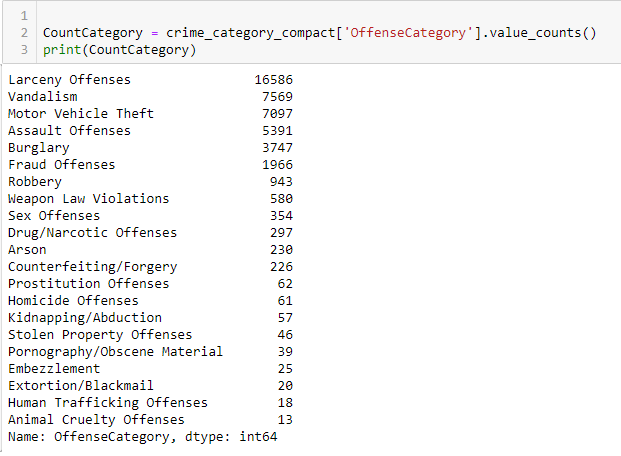 1
2 CountCategory = crime_category_compact['OffenseCategory'].value_counts()
3 print(CountCategory)
Larceny Offenses 16586
Vandalism 7569
Motor Vehicle Theft 7097
Assault Offenses 5391
Burglary 3747
Fraud Offenses 1966
Robbery 943
Weapon Law Violations 580
Sex Offenses 354
Drug/Narcotic Offenses 297
Arson 230
Counterfeiting/Forgery 226
Prostitution Offenses 62
Homicide Offenses 61
Kidnapping/Abduction 57
Stolen Property Offenses 46
Pornography/Obscene Material 39
Embezzlement 25
Extortion/Blackmail 20
Human Trafficking Offenses 18
Animal Cruelty Offenses 13
Name: OffenseCategory, dtype: int64